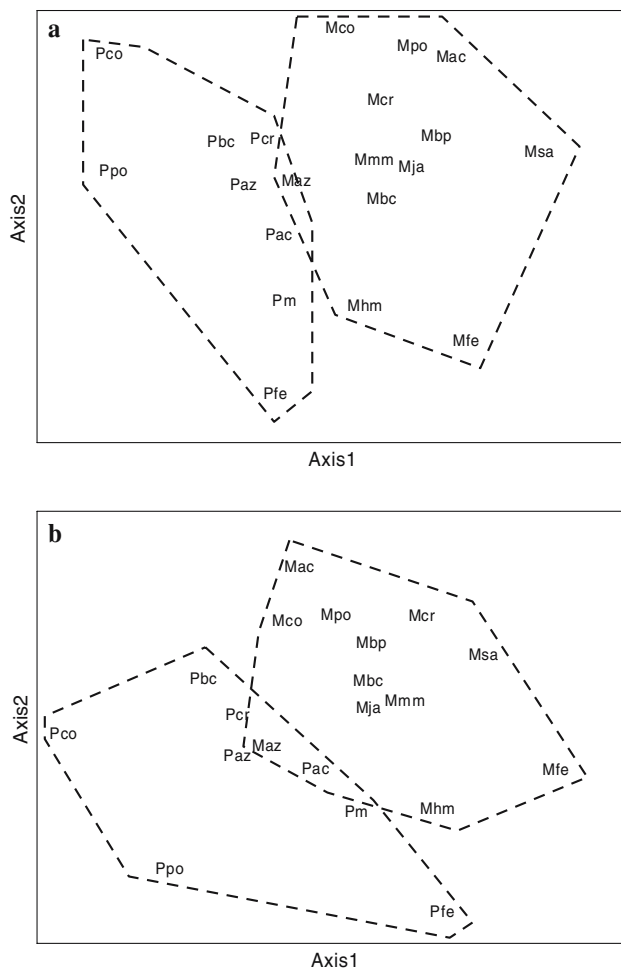 a
Mco
Mpo
Pco
Mac
Mcr
Pbc
Pcr
Mbp
Msa
Mmm
Mja
Ppo
Paz
Maz
Mbc
Pac
Pm
Mhm
Mfe
Pfe
Axis2
Axis1
b
Mac
Mpo
Mcr
Mco
Mbp
Msa
Pbc
Mbc
Mmm
Mja
Pcr
Pco
Paz
Maz
Pac
Mfe
Pm
Mhm
Ppo
Pfe
Axis2
Axis1